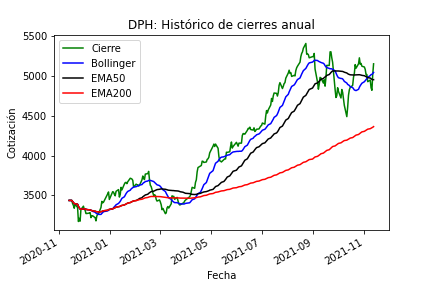 DPH: Histórico de cierres anual
Cierre
Bollinger
EMA50
EMA200
Cotización
5500
5000
4500
4000
3500
2020-11
2021-01
2021-03
2021-05
2021-07
2021-09
2021-11
Fecha